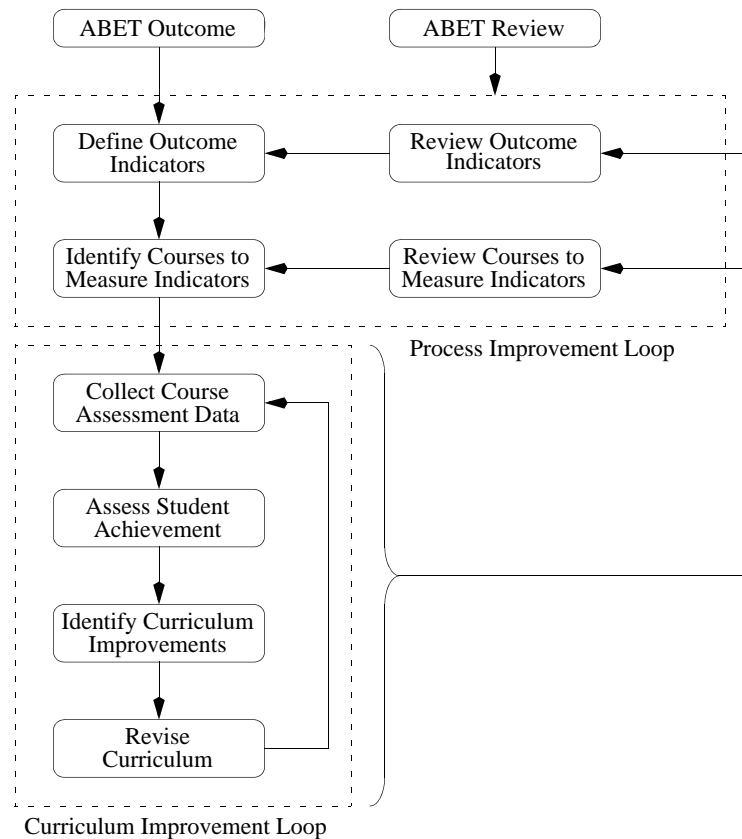 ABET Outcome
ABET Review
Define Outcome
Indicators
Review Outcome
Indicators
Identify Courses to
Measure Indicators
Review Courses to
Measure Indicators
Process Improvement Loop
Collect Course
Assessment Data
Assess Student
Achievement
Identify Curriculum
Improvements
Revise
Curriculum
Curriculum Improvement Loop